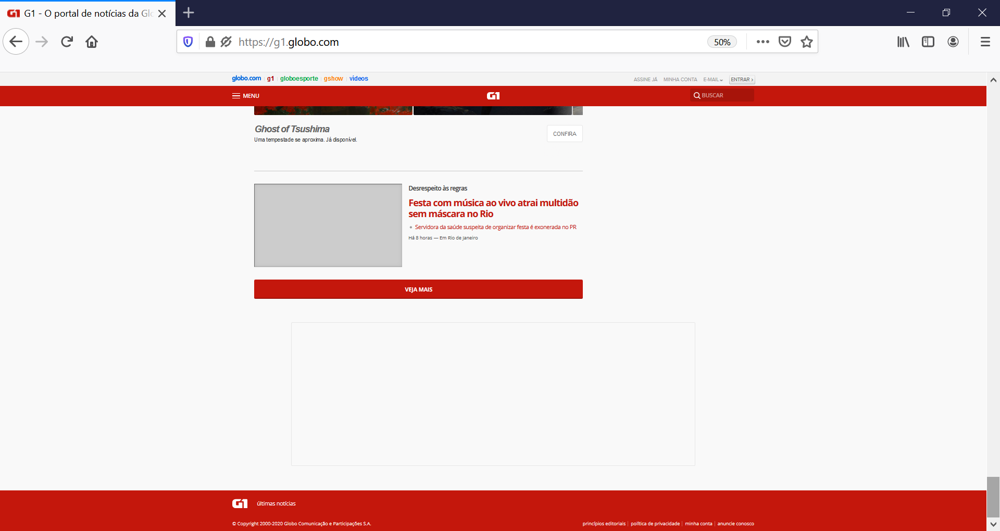 G1 - O portal de notícias da Glo
https://g1.globo.com
50%
globo.com g1 globoesporte gshow videos
ASSINE JÁ MINHA CONTA E-MAIL ENTRAR ›
MENU
G1
BUSCAR
Ghost of Tsushima
Uma tempestade se aproxima. Já disponível.
CONFIRA
Desrespeito às regras
Festa com música ao vivo atrai multidão
sem máscara no Rio
Servidora da saúde suspeita de organizar festa é exonerada no PR
Há 8 horas — Em Rio de Janeiro
VEJA MAIS
G1 últimas notícias
© Copyright 2000-2020 Globo Comunicação e Participações S.A.
princípios editoriais | política de privacidade | minha conta | anuncie conosco